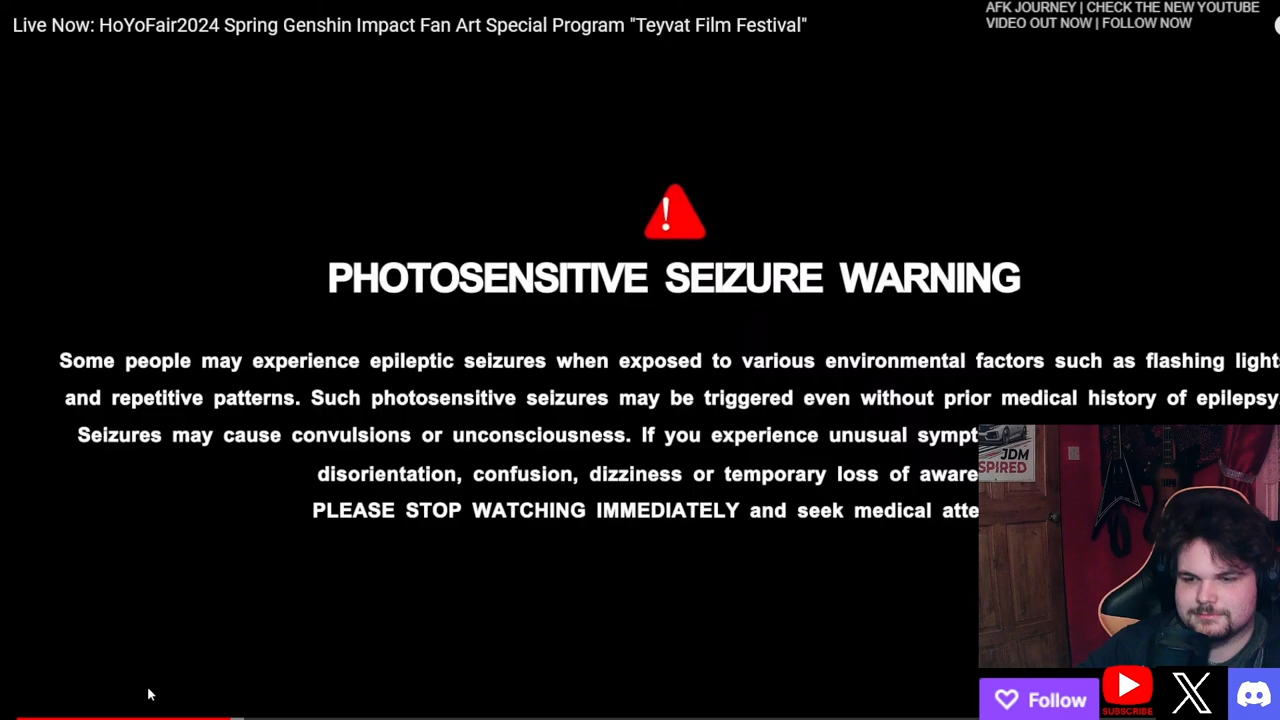 Live Now: HoYoFair2024 Spring Genshin Impact Fan Art Special Program "Teyvat Film Festival"
AFK JOURNEY | CHECK THE NEW YOUTUBE
VIDEO OUT NOW | FOLLOW NOW
!
PHOTOSENSITIVE SEIZURE WARNING
Some people may experience epileptic seizures when exposed to various environmental factors such as flashing light
and repetitive patterns. Such photosensitive seizures may be triggered even without prior medical history of epilepsy.
Seizures may cause convulsions or unconsciousness. If you experience unusual sympt
disorientation, confusion, dizziness or temporary loss of aware
PLEASE STOP WATCHING IMMEDIATELY and seek medical atte
JDM
SPIRED
Follow
SUBSCRIBE